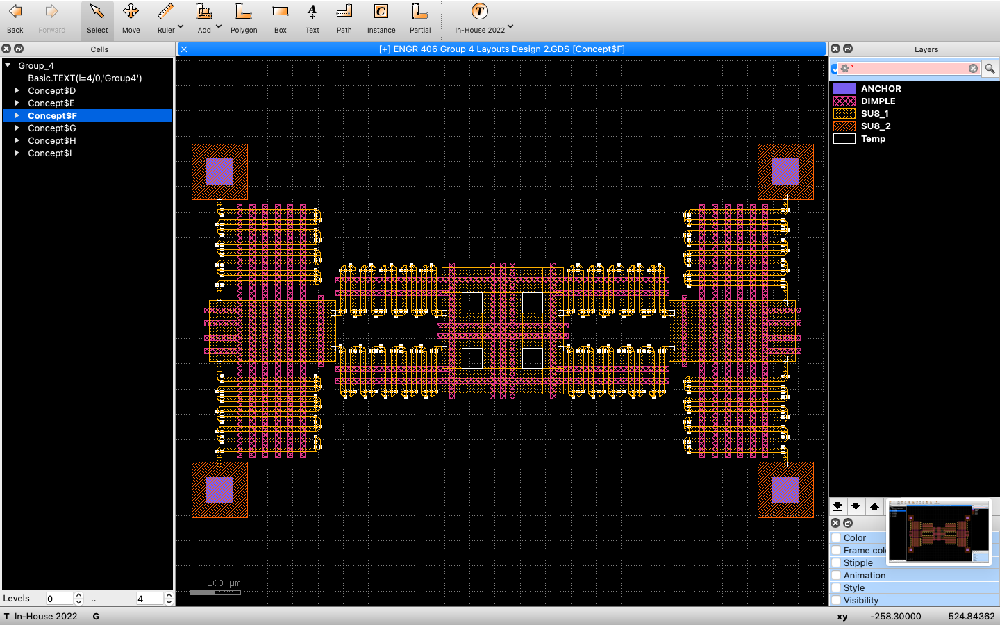 Back Forward Select Move Ruler Add Polygon Box Text Path Instance Partial In-House 2022
Cells
[+] ENGR 406 Group 4 Layouts Design 2.GDS [Concept$F]
Layers
Group_4
Basic.TEXT(l=4/0,'Group4')
Concept$D
Concept$E
Concept$F
Concept$G
Concept$H
Concept$I
ANCHOR
DIMPLE
SU8_1
SU8_2
Temp
100 µm
Color
Frame colo
Stipple
Animation
Style
Visibility
Levels 0 .. 4
T In-House 2022 G xy -258.30000 524.84362